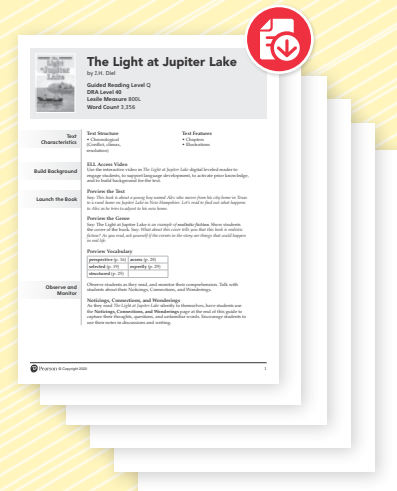 The Light at Jupiter Lake
by J.H. Diel
Guided Reading Level Q
DRA Level 40
Lexile Measure 800L
Word Count 3,356
Text
Characteristics
Text Structure
• Chronological
(Conflict, climax,
resolution)
Text Features
• Chapters
• Illustrations
Build Background
ELL Access Video
Use the interactive video in The Light at Jupiter Lake digital leveled reader to
engage students, to support language development, to activate prior knowledge,
and to build background for the text.
Launch the Book
Preview the Text
Say: This book is about a young boy named Alec who moves from his city home in Texas
to a rural home on Jupiter Lake in New Hampshire. Let's read to find out what happens
to Alec as he tries to adjust to his new home.
Preview the Genre
Say: The Light at Jupiter Lake is an example of realistic fiction. Show students
the cover of the book. Say: What about this cover tells you that this book is realistic
fiction? As you read, ask yourself if the events in the story are things that could happen
in real life.
Preview Vocabulary
perspective (p. 16) access (p. 28)
infected (p. 19) expertly (p. 29)
structured (p. 25)
Observe and
Monitor
Observe students as they read, and monitor their comprehension. Talk with
students about their Noticings, Connections, and Wonderings.
Noticings, Connections, and Wonderings
As they read The Light at Jupiter Lake silently to themselves, have students use
the Noticings, Connections, and Wonderings page at the end of this guide to
capture their thoughts, questions, and unfamiliar words. Encourage students to
use their notes in discussions and writing.
Pearson © Copyright 2020
1